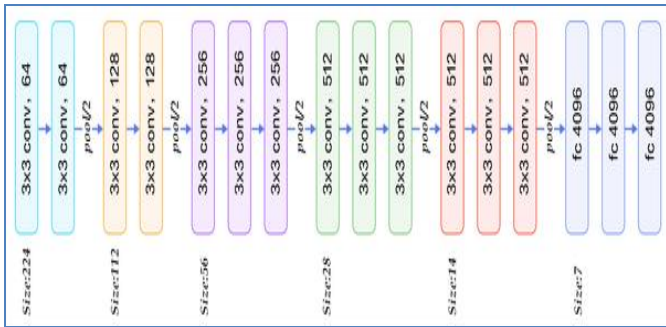 3x3 conv, 64
3x3 conv, 64
pool/2
3x3 conv, 128
3x3 conv, 128
pool/2
3x3 conv, 256
3x3 conv, 256
3x3 conv, 256
pool/2
3x3 conv, 512
3x3 conv, 512
3x3 conv, 512
pool/2
3x3 conv, 512
3x3 conv, 512
3x3 conv, 512
pool/2
fc 4096
fc 4096
fc 4096
Size:224
Size:112
Size:56
Size:28
Size:14
Size:7